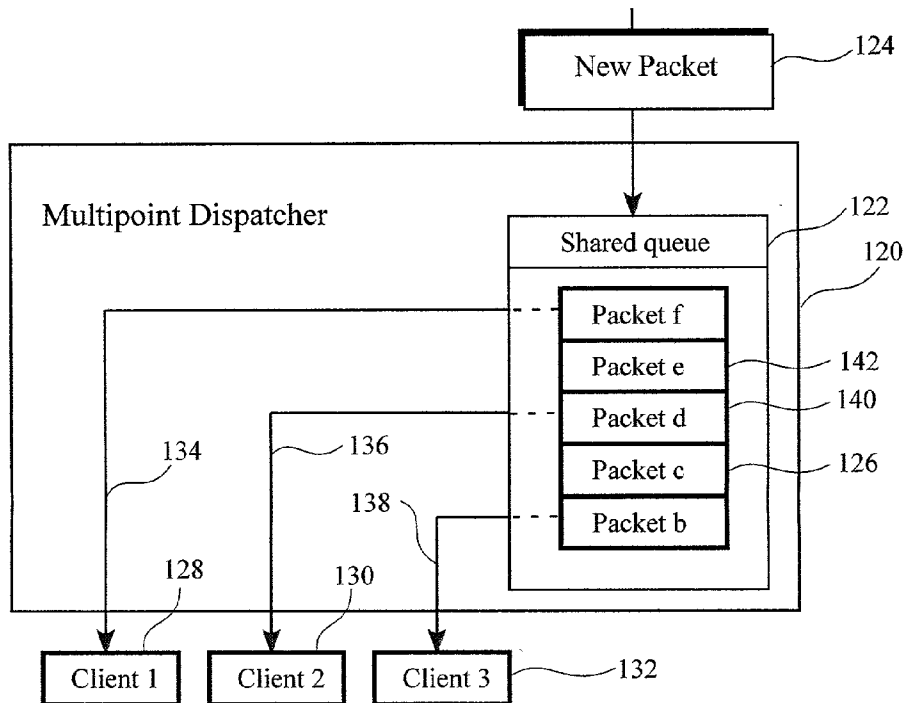 New Packet
124
Multipoint Dispatcher
122
Shared queue
120
Packet f
Packet e
142
Packet d
140
134
136
Packet c
126
138
Packet b
128
130
Client 1
Client 2
Client 3
132